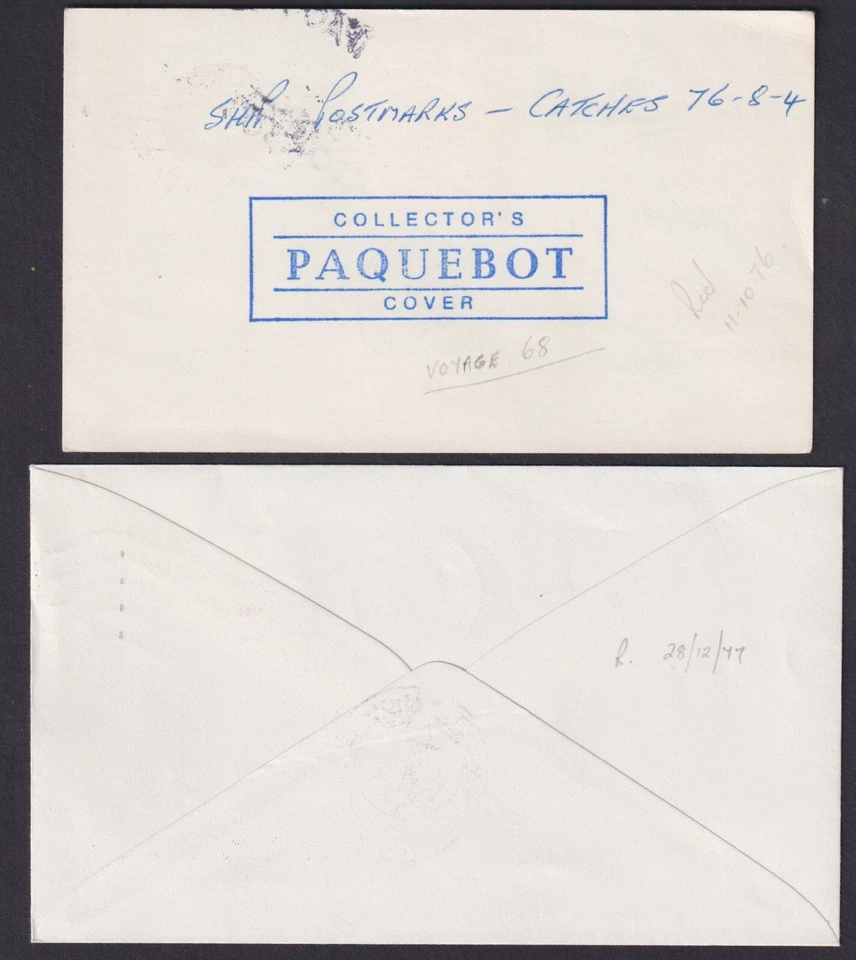 SHIP POSTMARKS - CATCHES 76-8-4
COLLECTOR'S
PAQUEBOT
COVER
Rcd
11-10-76.
VOYAGE 68
R. 28/12/77